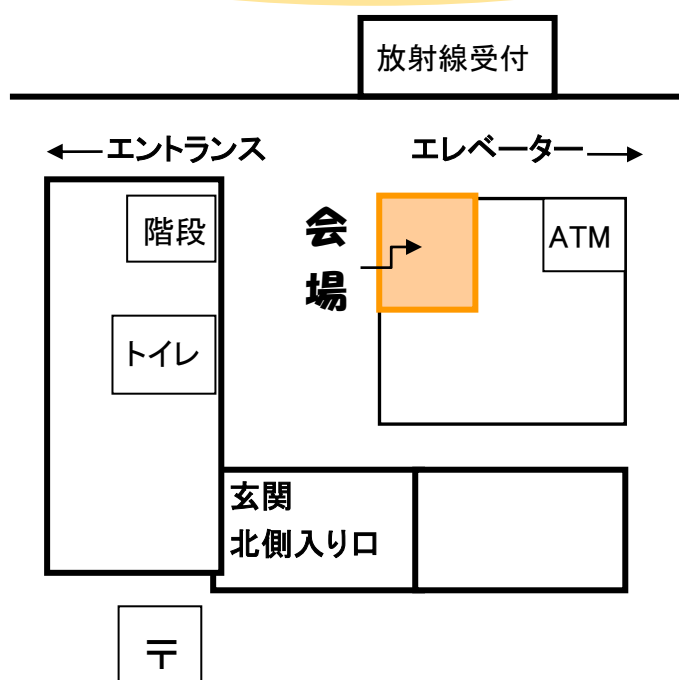 放射線受付
エントランス
エレベーター
階段
会場
ATM
トイレ
玄関
北側入り口
〒